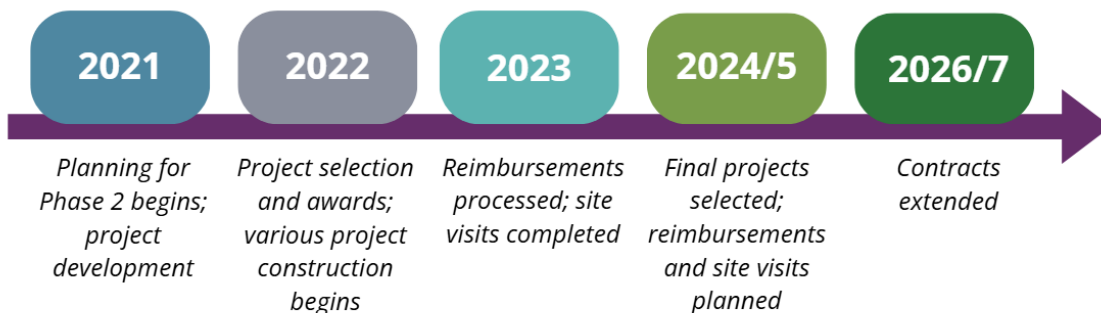 2021
2022
2023
2024/5
2026/7
Planning for
Phase 2 begins;
project
development
Project selection
and awards;
various project
construction
begins
Reimbursements
processed; site
visits completed
Final projects
selected;
reimbursements
and site visits
planned
Contracts
extended